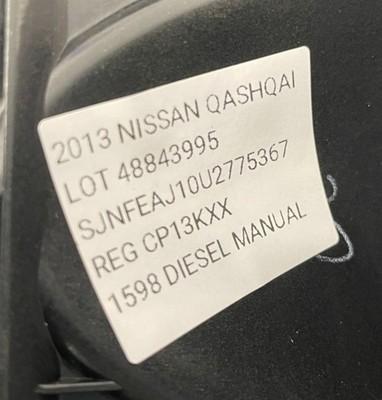 2013 NISSAN QASHQAI
LOT 48843995
SJNFEAJ10U2775367
REG CP13KXX
1598 DIESEL MANUAL